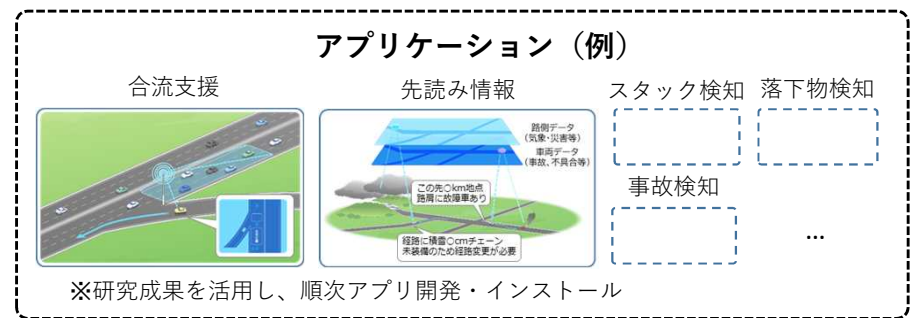 アプリケーション（例）
合流支援
先読み情報
スタック検知
落下物検知
路側データ
（気象・災害等）
車両データ
（事故、不具合等）
この先○km地点
路肩に故障車あり
経路に積雪○cmチェーン
未装備のため経路変更が必要
事故検知
...
※研究成果を活用し、順次アプリ開発・インストール